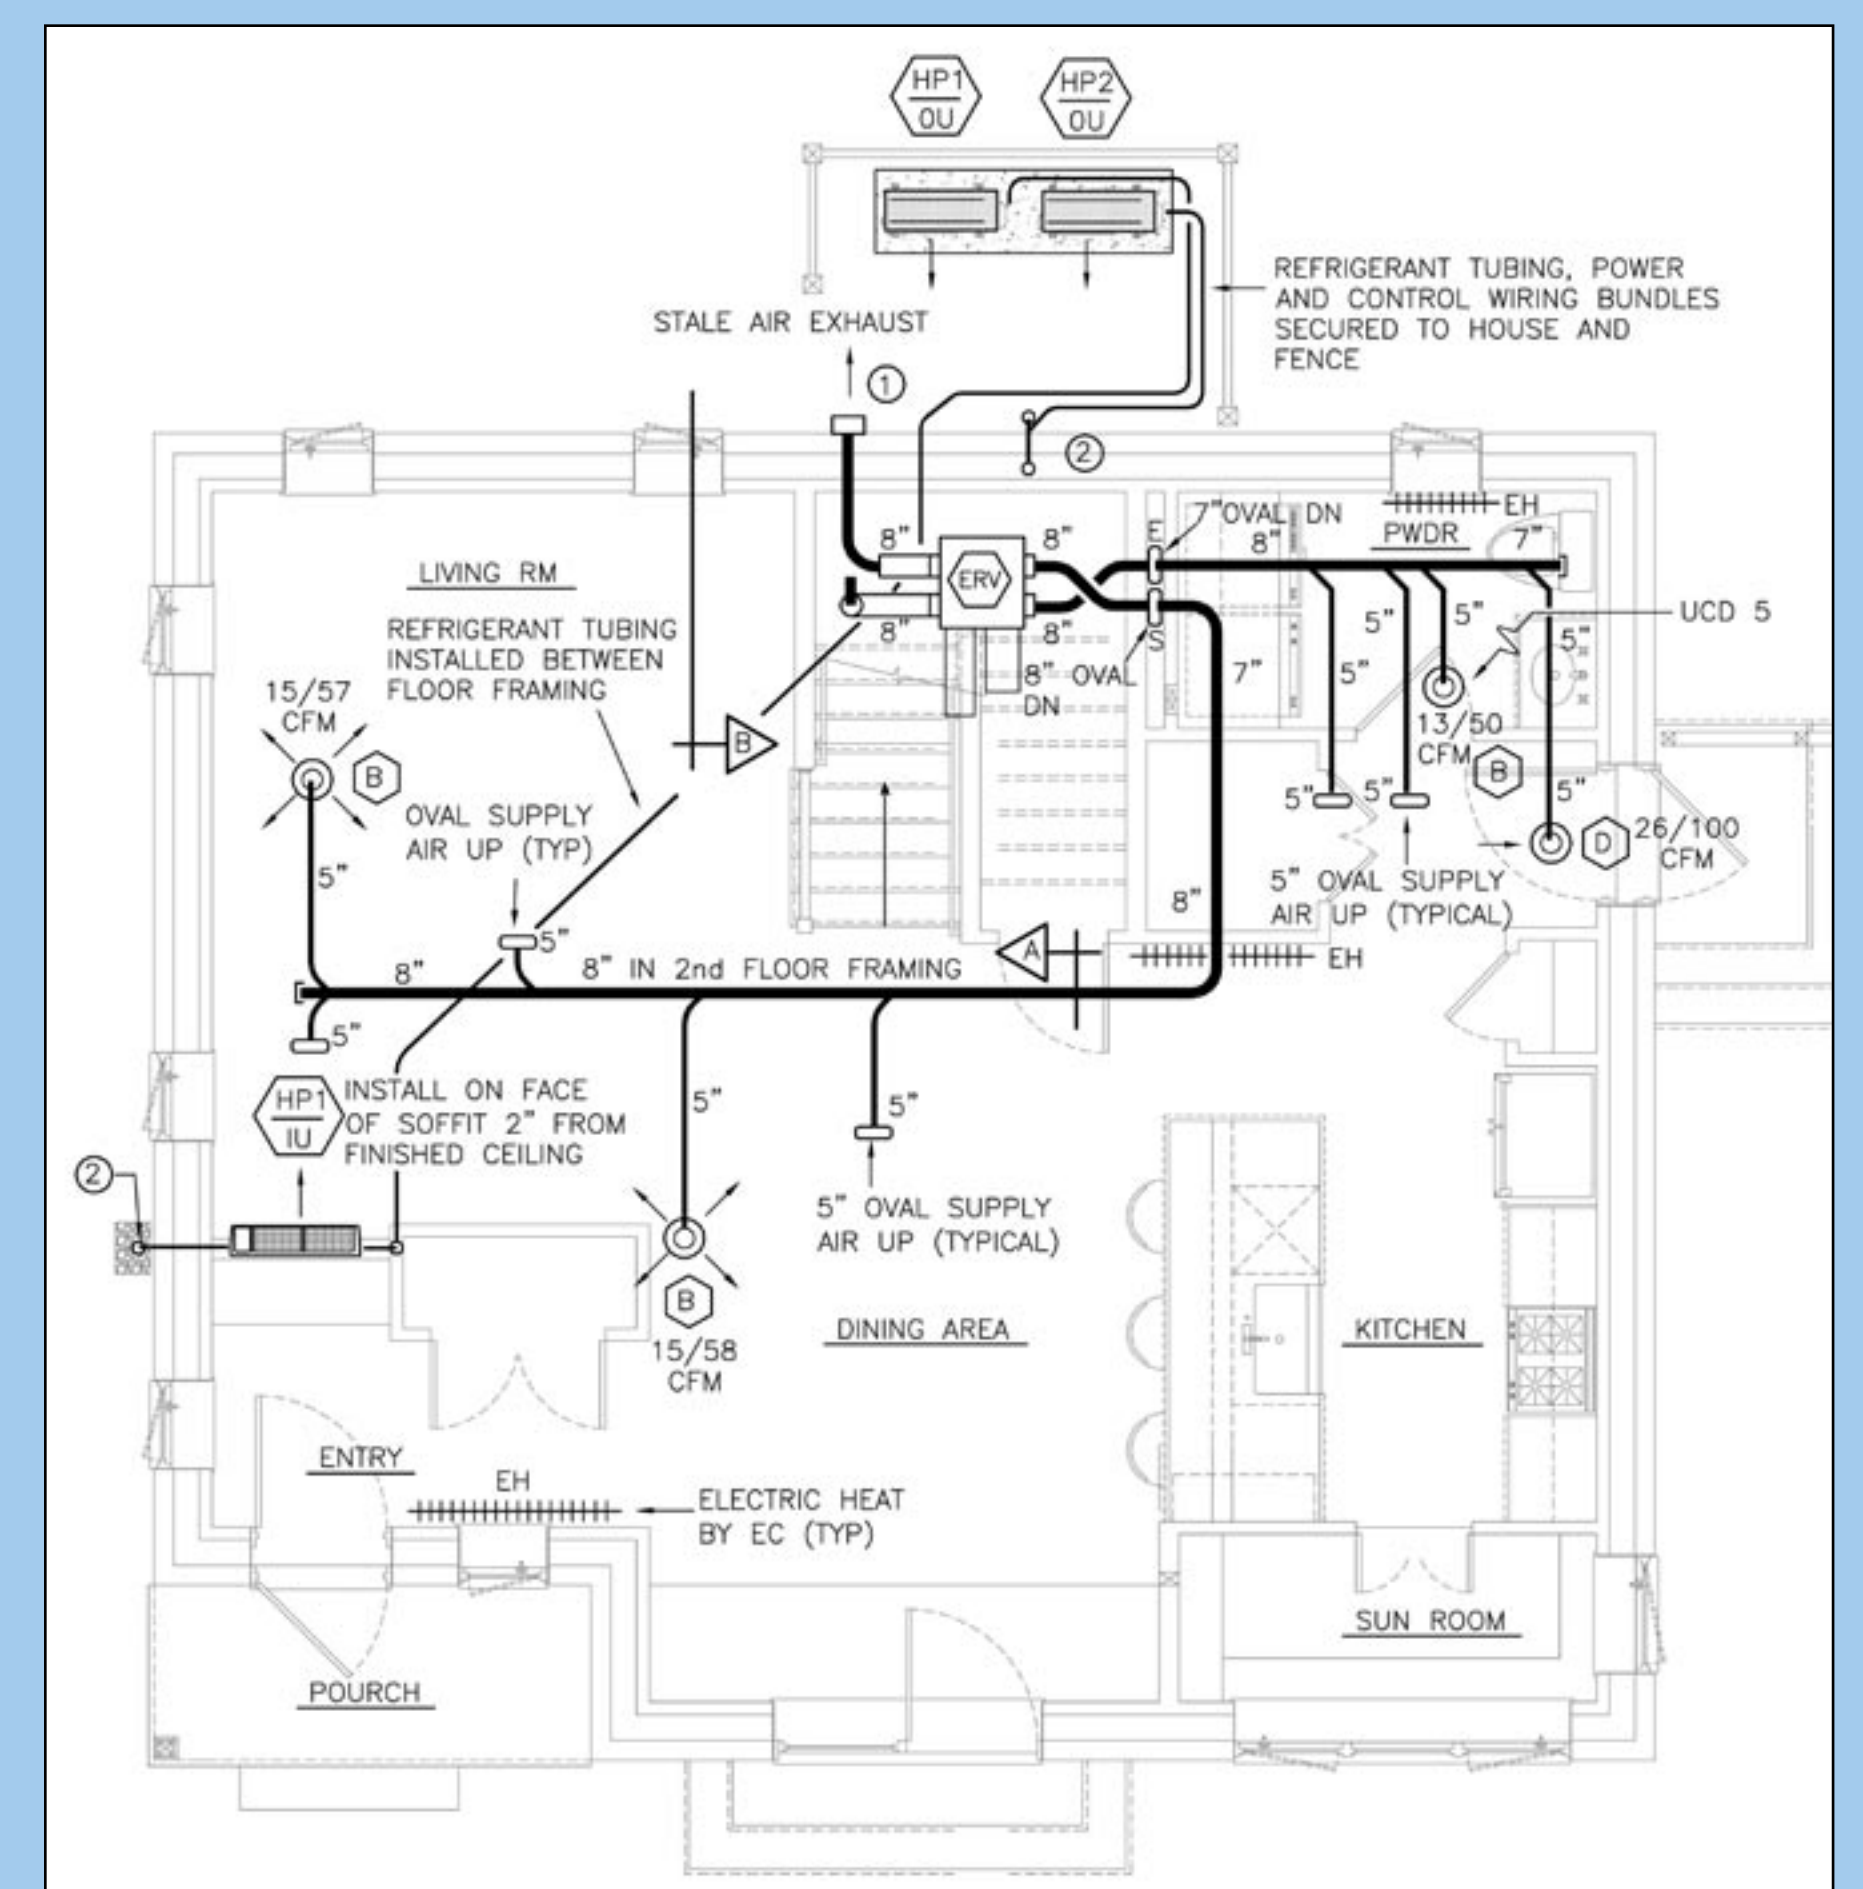 HP1
OU
HP2
OU
REFRIGERANT TUBING, POWER
AND CONTROL WIRING BUNDLES
SECURED TO HOUSE AND
FENCE
STALE AIR EXHAUST
1
2
8"
8"
ERV
8"
8"
E
S
7" OVAL DN
8"
PWDR
EH
7"
LIVING RM
REFRIGERANT TUBING
INSTALLED BETWEEN
FLOOR FRAMING
8"
DN
OVAL
7"
5"
5"
5"
5"
UCD 5
15/57
CFM
B
B
13/50
CFM
B
5"
5"
5"
D
26/100
CFM
OVAL SUPPLY
AIR UP (TYP)
5"
5" OVAL SUPPLY
AIR UP (TYPICAL)
8"
5"
8"
8" IN 2nd FLOOR FRAMING
A
EH
5"
HP1
IU
INSTALL ON FACE
OF SOFFIT 2" FROM
FINISHED CEILING
5"
5"
2
5" OVAL SUPPLY
AIR UP (TYPICAL)
B
15/58
CFM
DINING AREA
KITCHEN
ENTRY
EH
ELECTRIC HEAT
BY EC (TYP)
SUN ROOM
POURCH